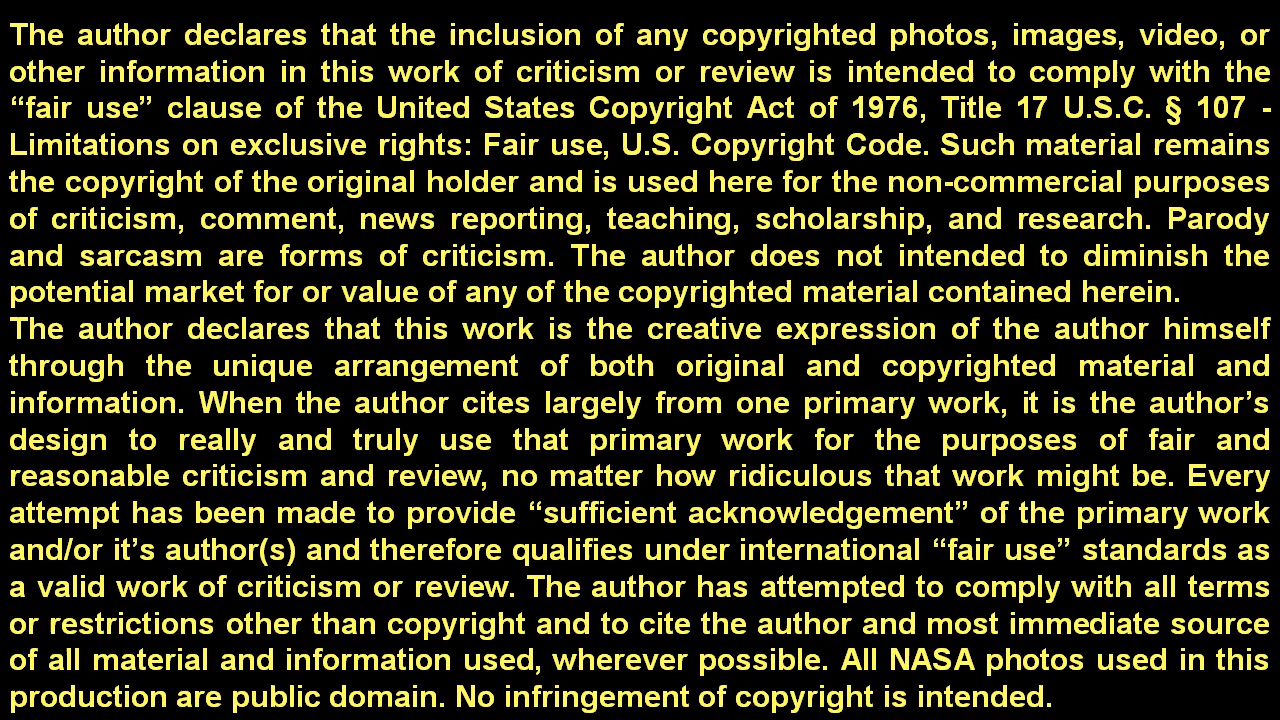 The author declares that the inclusion of any copyrighted photos, images, video, or
other information in this work of criticism or review is intended to comply with the
“fair use” clause of the United States Copyright Act of 1976, Title 17 U.S.C. § 107 -
Limitations on exclusive rights: Fair use, U.S. Copyright Code. Such material remains
the copyright of the original holder and is used here for the non-commercial purposes
of criticism, comment, news reporting, teaching, scholarship, and research. Parody
and sarcasm are forms of criticism. The author does not intended to diminish the
potential market for or value of any of the copyrighted material contained herein.
The author declares that this work is the creative expression of the author himself
through the unique arrangement of both original and copyrighted material and
information. When the author cites largely from one primary work, it is the author’s
design to really and truly use that primary work for the purposes of fair and
reasonable criticism and review, no matter how ridiculous that work might be. Every
attempt has been made to provide “sufficient acknowledgement” of the primary work
and/or it’s author(s) and therefore qualifies under international “fair use” standards as
a valid work of criticism or review. The author has attempted to comply with all terms
or restrictions other than copyright and to cite the author and most immediate source
of all material and information used, wherever possible. All NASA photos used in this
production are public domain. No infringement of copyright is intended.